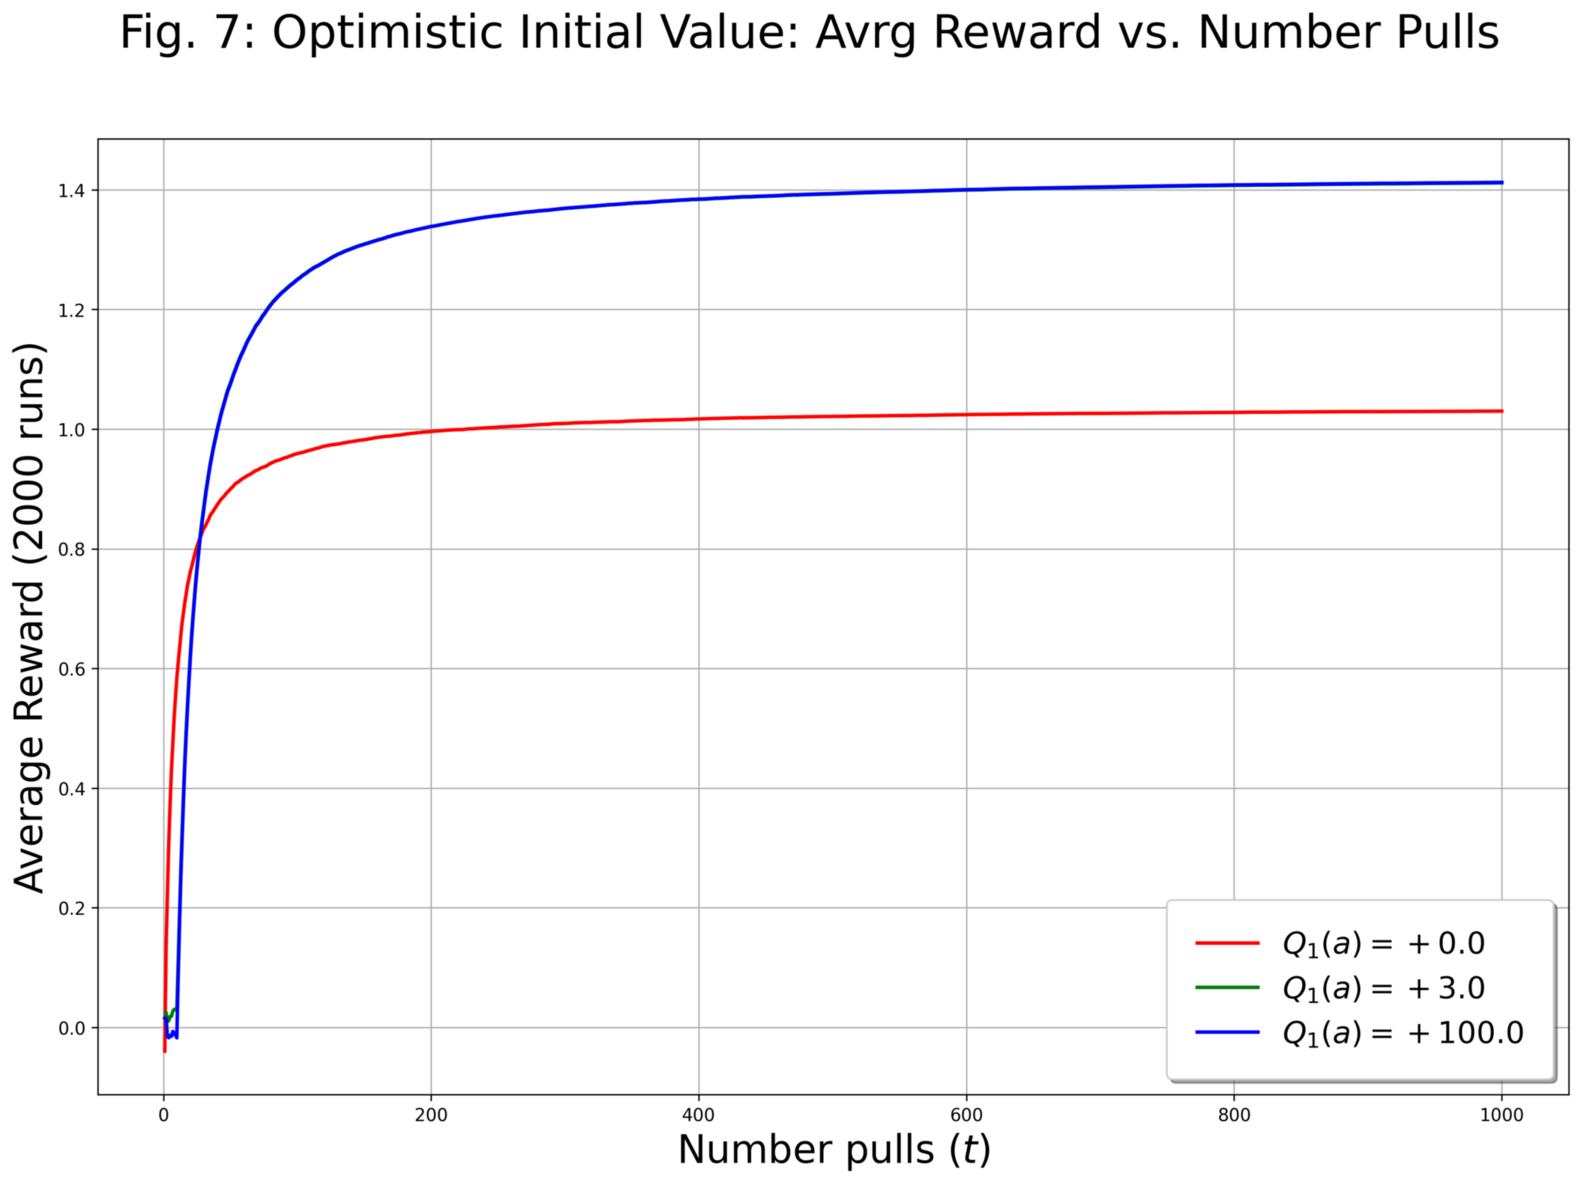 Fig. 7: Optimistic Initial Value: Avrg Reward vs. Number Pulls
Average Reward (2000 runs)
1.4
1.2
1.0
0.8
0.6
0.4
0.2
0.0
Q₁(a) = +0.0
Q₁(a) = +3.0
Q₁(a) = +100.0
0 200 400 600 800 1000
Number pulls (t)